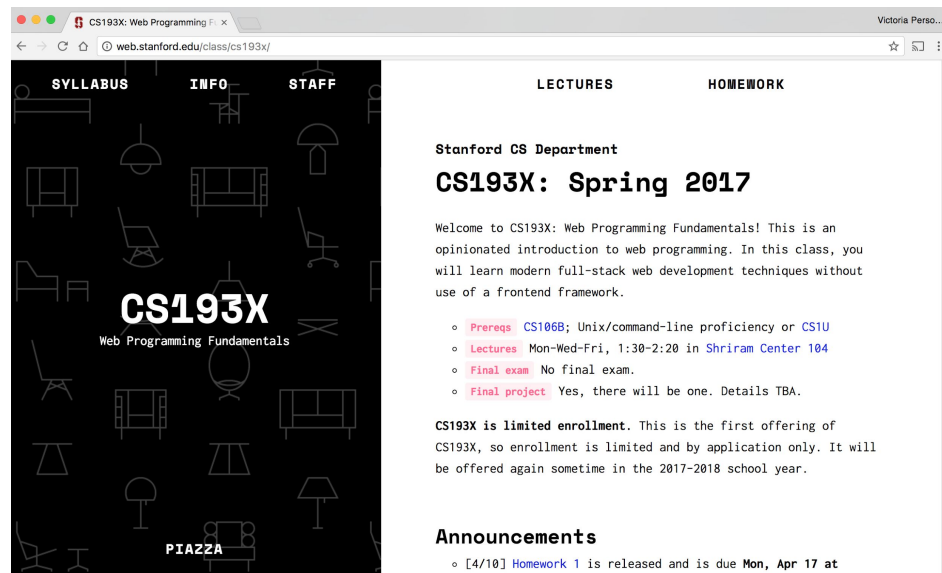 CS193X: Web Programming Fu
Victoria Perso...
web.stanford.edu/class/cs193x/
SYLLABUS INFO STAFF
CS193X
Web Programming Fundamentals
PIAZZA
LECTURES HOMEWORK
Stanford CS Department
CS193X: Spring 2017
Welcome to CS193X: Web Programming Fundamentals! This is an
opinionated introduction to web programming. In this class, you
will learn modern full-stack web development techniques without
use of a frontend framework.
Prereqs CS106B; Unix/command-line proficiency or CS1U
Lectures Mon-Wed-Fri, 1:30-2:20 in Shriram Center 104
Final exam No final exam.
Final project Yes, there will be one. Details TBA.
CS193X is limited enrollment. This is the first offering of
CS193X, so enrollment is limited and by application only. It will
be offered again sometime in the 2017-2018 school year.
Announcements
[4/10] Homework 1 is released and is due Mon, Apr 17 at